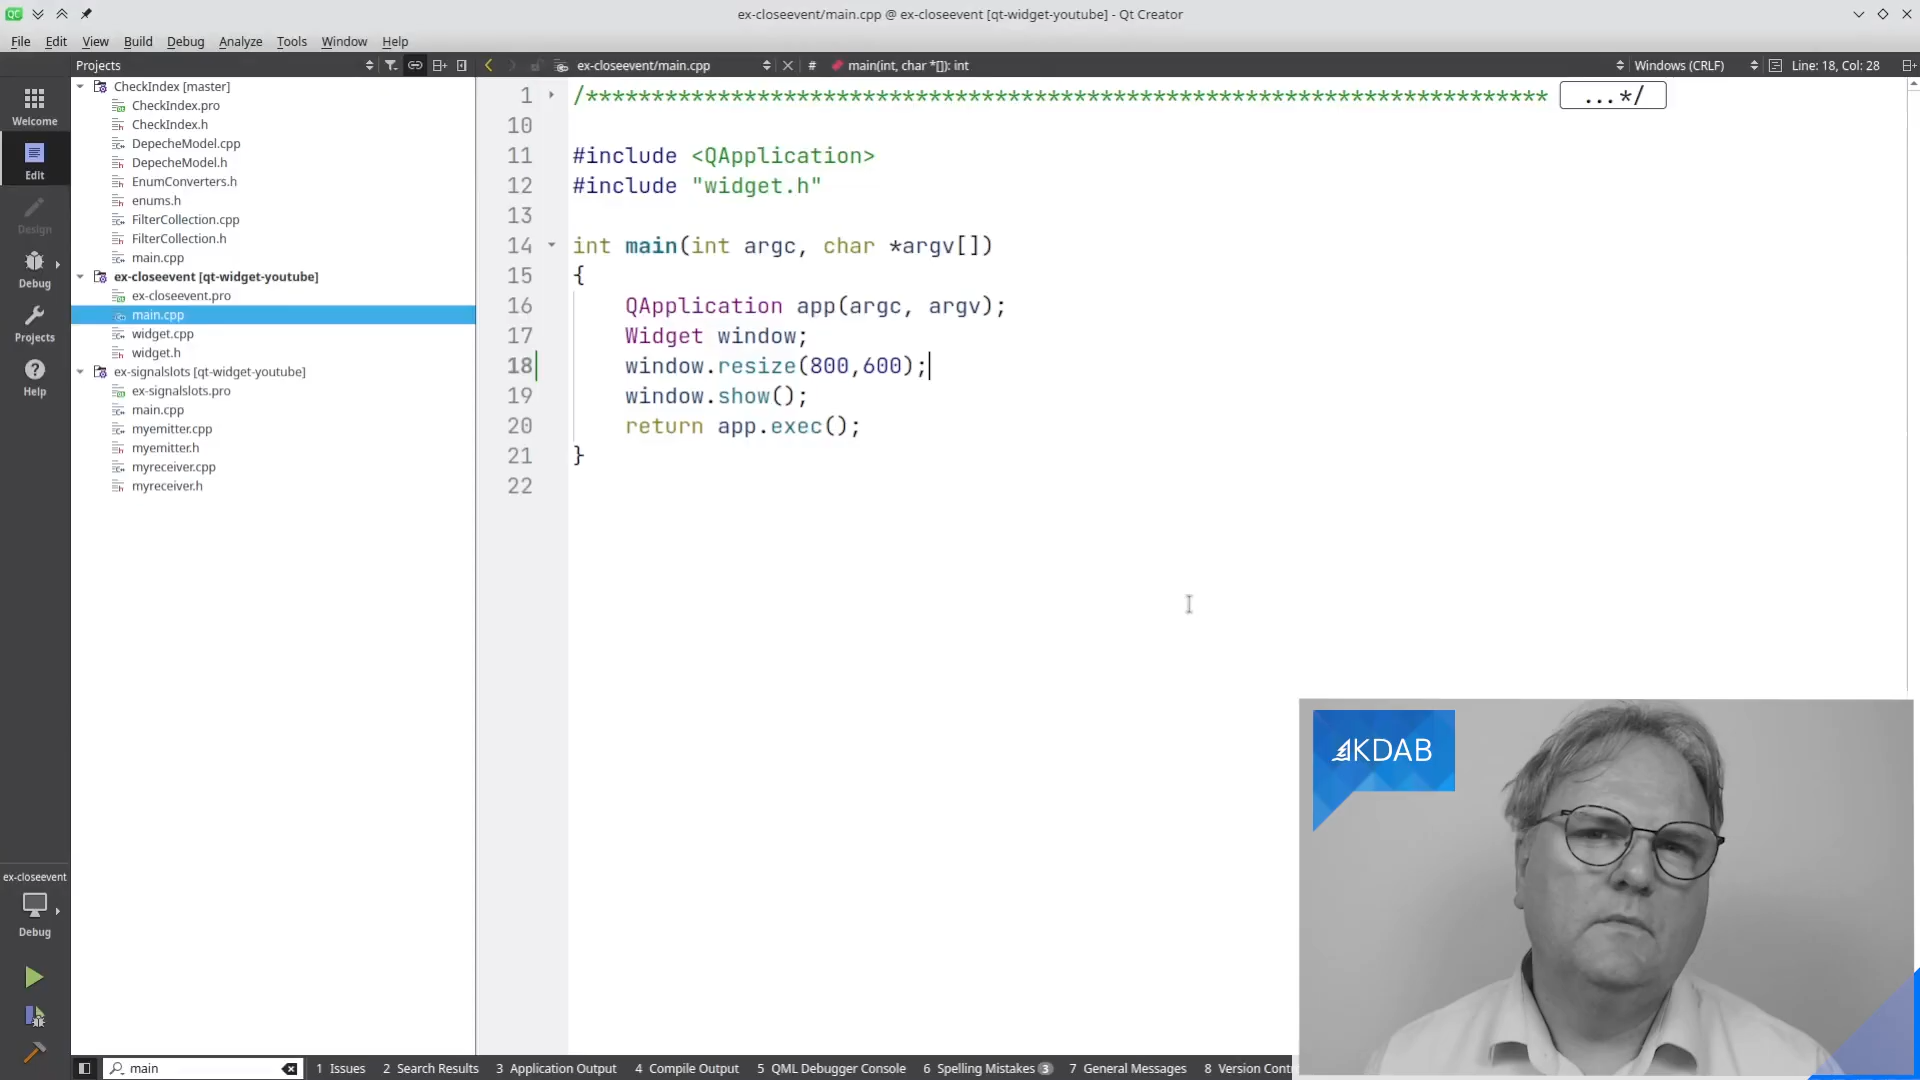 ex-closeevent/main.cpp @ ex-closeevent [qt-widget-youtube] - Qt Creator
File Edit View Build Debug Analyze Tools Window Help
Projects
ex-closeevent/main.cpp
#
main(int, char *[]): int
Windows (CRLF)
Line: 18, Col: 28
Welcome
Edit
Design
Debug
Projects
Help
ex-closeevent
Debug
CheckIndex [master]
CheckIndex.pro
CheckIndex.h
DepecheModel.cpp
DepecheModel.h
EnumConverters.h
enums.h
FilterCollection.cpp
FilterCollection.h
main.cpp
ex-closeevent [qt-widget-youtube]
ex-closeevent.pro
main.cpp
widget.cpp
widget.h
ex-signalslots [qt-widget-youtube]
ex-signalslots.pro
main.cpp
myemitter.cpp
myemitter.h
myreceiver.cpp
myreceiver.h
1 /************************************************************************* ...*/
10
11 #include <QApplication>
12 #include "widget.h"
13
14 int main(int argc, char *argv[])
15 {
16 QApplication app(argc, argv);
17 Widget window;
18 window.resize(800,600);
19 window.show();
20 return app.exec();
21 }
22
KDAB
main
1 Issues 2 Search Results 3 Application Output 4 Compile Output 5 QML Debugger Console 6 Spelling Mistakes 3 7 General Messages 8 Version Cont